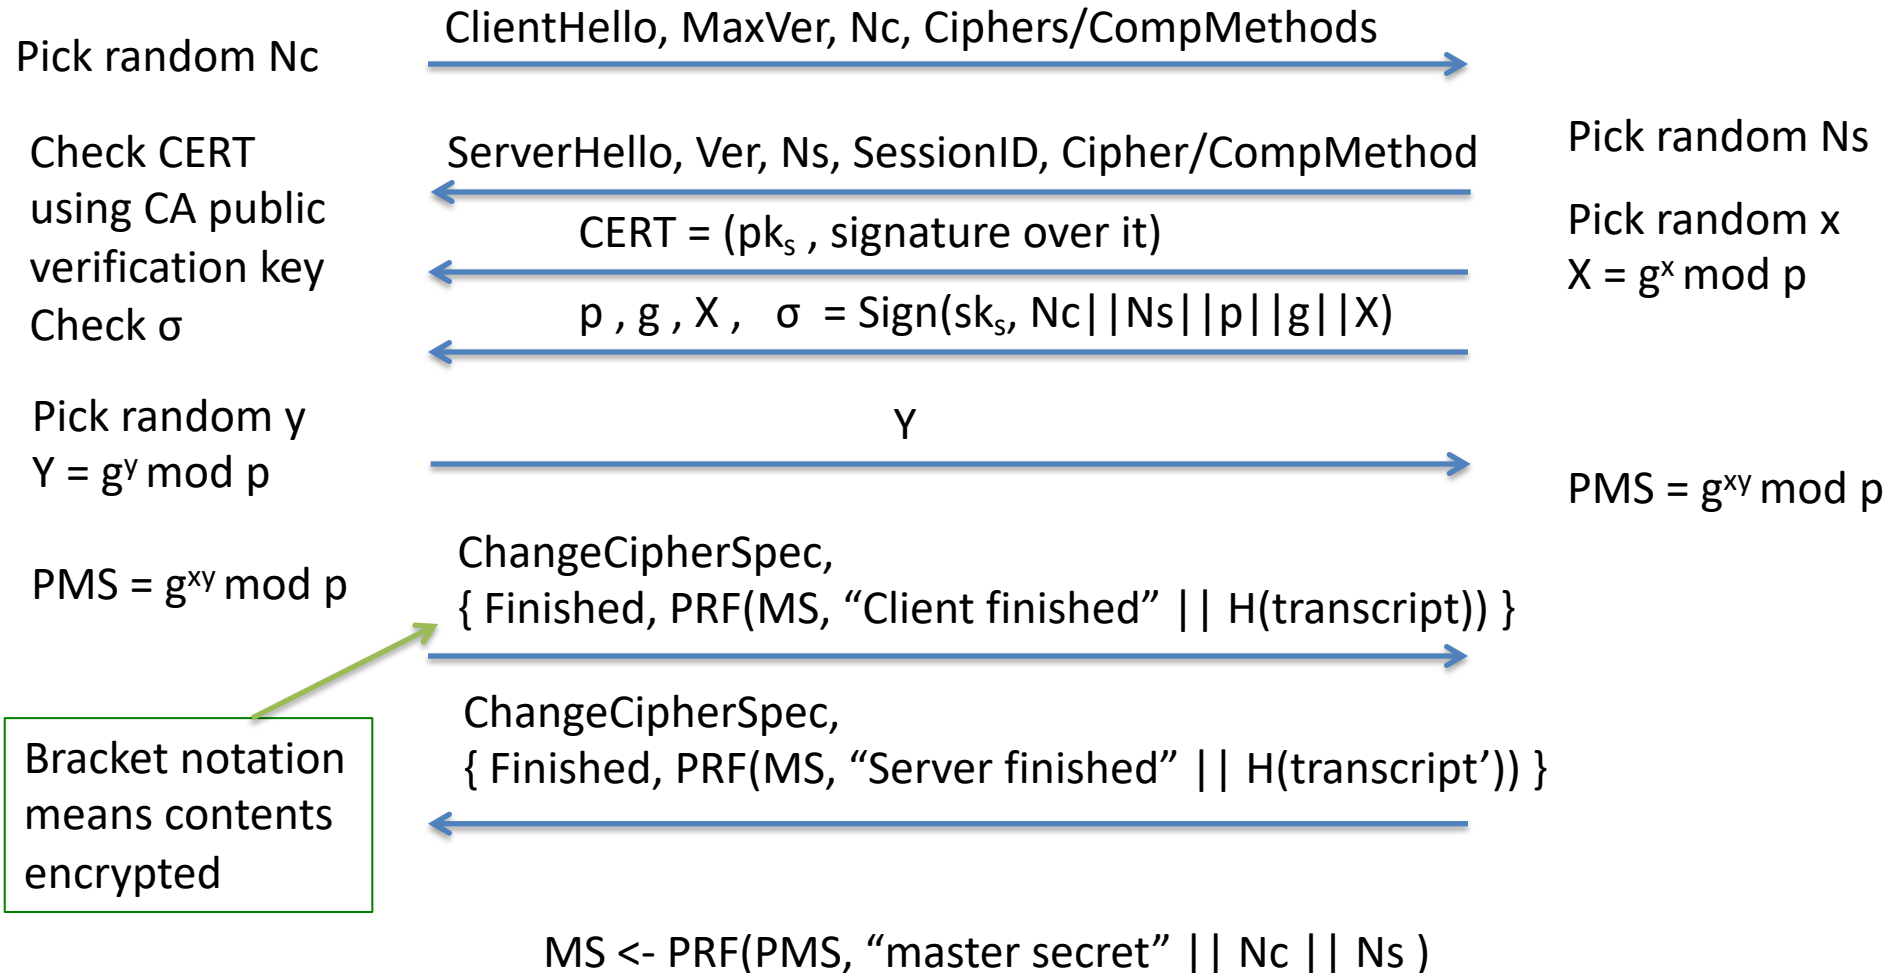 ClientHello, MaxVer, Nc, Ciphers/CompMethods
Pick random Nc
Pick random Ns
Check CERT
using CA public
verification key
Check σ
ServerHello, Ver, Ns, SessionID, Cipher/CompMethod
CERT = (pkₛ , signature over it)
Pick random x
X = gˣ mod p
p , g , X ,   σ  = Sign(skₛ, Nc||Ns||p||g||X)
Pick random y
Y = gʸ mod p
Y
PMS = gˣʸ mod p
PMS = gˣʸ mod p
ChangeCipherSpec,
{ Finished, PRF(MS, “Client finished” || H(transcript)) }
ChangeCipherSpec,
{ Finished, PRF(MS, “Server finished” || H(transcript’)) }
Bracket notation
means contents
encrypted
MS <- PRF(PMS, “master secret” || Nc || Ns )